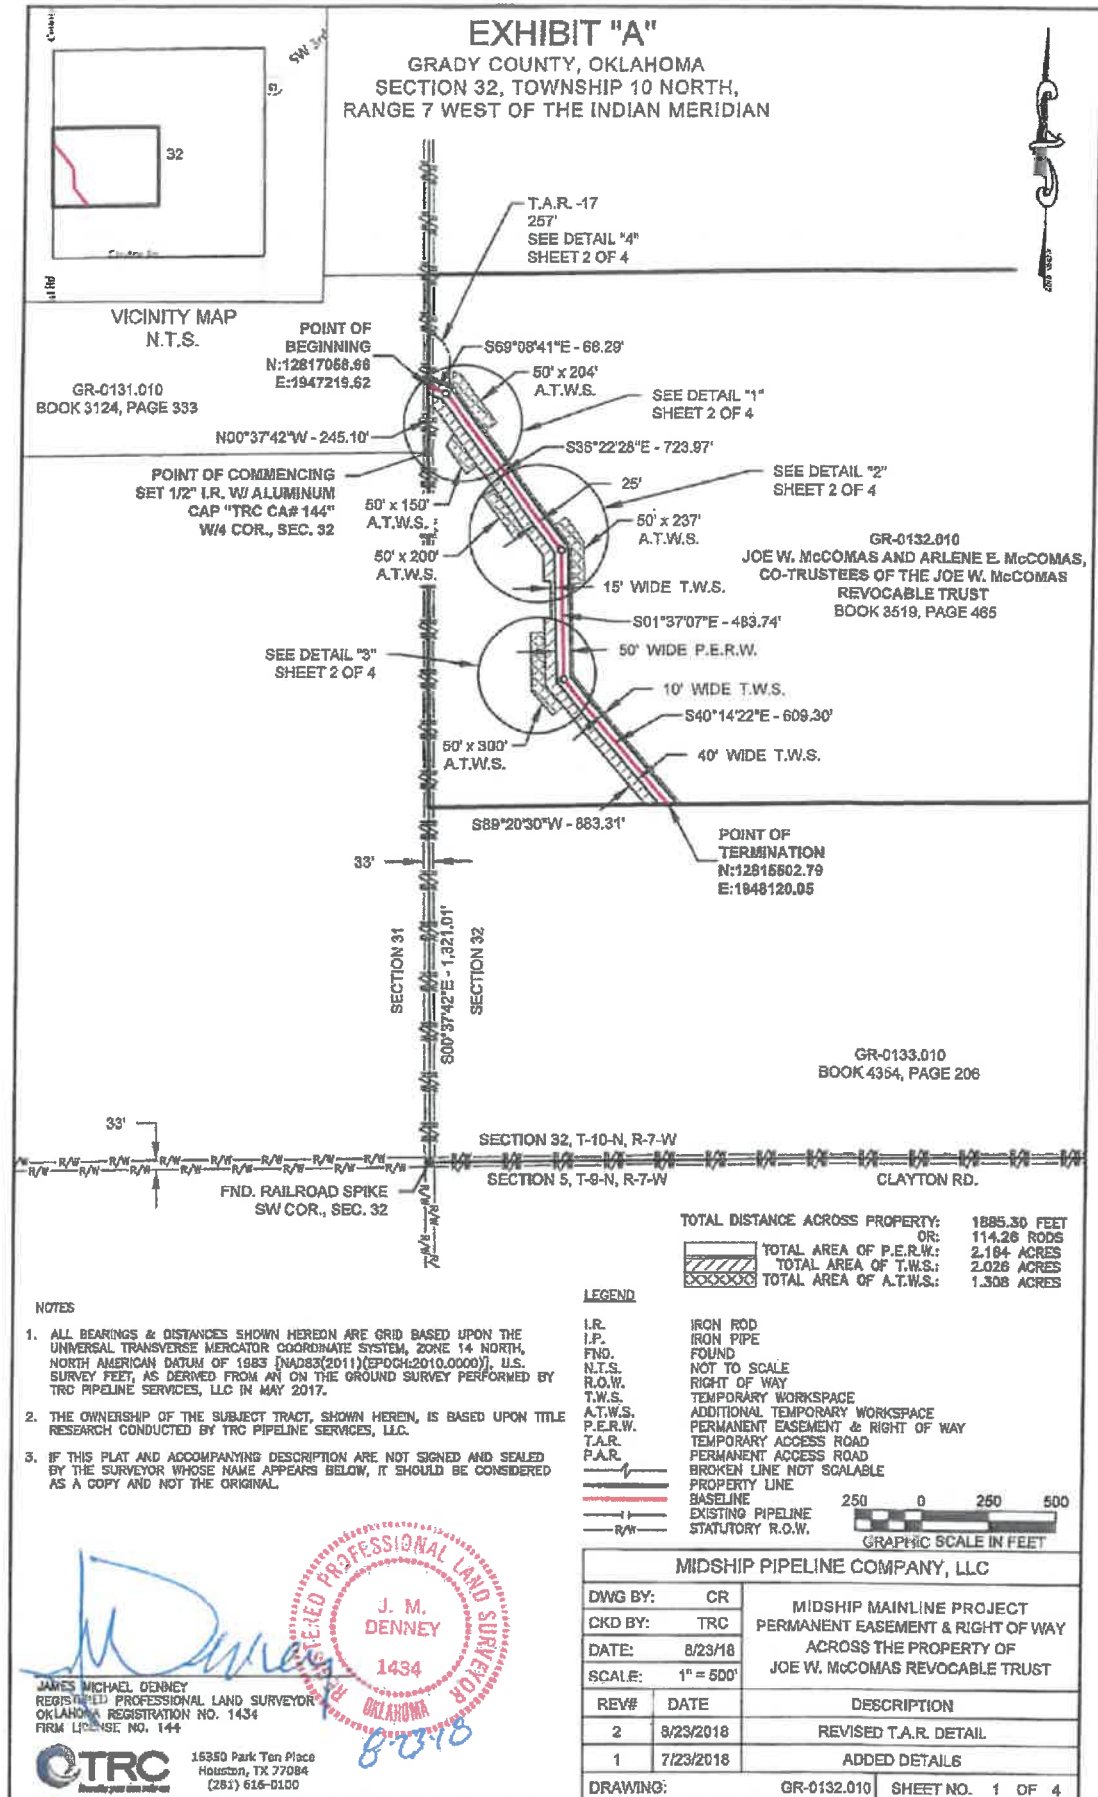 EXHIBIT "A"
GRADY COUNTY, OKLAHOMA
SECTION 32, TOWNSHIP 10 NORTH,
RANGE 7 WEST OF THE INDIAN MERIDIAN
SW 3rd
32
VICINITY MAP
N.T.S.
T.A.R. -17
257'
SEE DETAIL "4"
SHEET 2 OF 4
POINT OF
BEGINNING
N:12817058.66
E:1947219.62
S69°08'41"E - 68.29'
50' x 204'
A.T.W.S.
SEE DETAIL "1"
SHEET 2 OF 4
GR-0131.010
BOOK 3124, PAGE 333
N00°37'42"W - 245.10'
S36°22'28"E - 723.97'
POINT OF COMMENCING
SET 1/2" I.R. W/ ALUMINUM
CAP "TRC CA# 144"
W/4 COR., SEC. 32
SEE DETAIL "2"
SHEET 2 OF 4
25'
50' x 150'
A.T.W.S.
50' x 237'
A.T.W.S.
50' x 200'
A.T.W.S.
GR-0132.010
JOE W. McCOMAS AND ARLENE E. McCOMAS,
CO-TRUSTEES OF THE JOE W. McCOMAS
REVOCABLE TRUST
BOOK 3519, PAGE 465
15' WIDE T.W.S.
S01°37'07"E - 483.74'
50' WIDE P.E.R.W.
SEE DETAIL "3"
SHEET 2 OF 4
10' WIDE T.W.S.
S40°14'22"E - 609.30'
50' x 300'
A.T.W.S.
40' WIDE T.W.S.
S89°20'30"W - 883.31'
POINT OF
TERMINATION
N:12815602.79
E:1948120.05
33'
SECTION 31
S00°37'42"E - 1,321.01'
SECTION 32
GR-0133.010
BOOK 4354, PAGE 206
33'
SECTION 32, T-10-N, R-7-W
R/W R/W R/W R/W R/W R/W R/W R/W
SECTION 5, T-9-N, R-7-W
CLAYTON RD.
FND. RAILROAD SPIKE
SW COR., SEC. 32
TOTAL DISTANCE ACROSS PROPERTY: 1885.30 FEET
OR: 114.26 RODS
TOTAL AREA OF P.E.R.W.: 2.164 ACRES
TOTAL AREA OF T.W.S.: 2.026 ACRES
TOTAL AREA OF A.T.W.S.: 1.308 ACRES
NOTES
1. ALL BEARINGS & DISTANCES SHOWN HEREON ARE GRID BASED UPON THE
UNIVERSAL TRANSVERSE MERCATOR COORDINATE SYSTEM, ZONE 14 NORTH,
NORTH AMERICAN DATUM OF 1983 [NAD83(2011)(EPOCH:2010.0000)], U.S.
SURVEY FEET, AS DERIVED FROM AN ON THE GROUND SURVEY PERFORMED BY
TRC PIPELINE SERVICES, LLC IN MAY 2017.
2. THE OWNERSHIP OF THE SUBJECT TRACT, SHOWN HEREIN, IS BASED UPON TITLE
RESEARCH CONDUCTED BY TRC PIPELINE SERVICES, LLC.
3. IF THIS PLAT AND ACCOMPANYING DESCRIPTION ARE NOT SIGNED AND SEALED
BY THE SURVEYOR WHOSE NAME APPEARS BELOW, IT SHOULD BE CONSIDERED
AS A COPY AND NOT THE ORIGINAL.
LEGEND
I.R. IRON ROD
I.P. IRON PIPE
FND. FOUND
N.T.S. NOT TO SCALE
R.O.W. RIGHT OF WAY
T.W.S. TEMPORARY WORKSPACE
A.T.W.S. ADDITIONAL TEMPORARY WORKSPACE
P.E.R.W. PERMANENT EASEMENT & RIGHT OF WAY
T.A.R. TEMPORARY ACCESS ROAD
P.A.R. PERMANENT ACCESS ROAD
BROKEN LINE NOT SCALABLE
PROPERTY LINE
BASELINE
EXISTING PIPELINE
R/W STATUTORY R.O.W.
250 0 250 500
GRAPHIC SCALE IN FEET
REGISTERED PROFESSIONAL LAND SURVEYOR
J. M.
DENNEY
1434
OKLAHOMA
8-23-18
JAMES MICHAEL DENNEY
REGISTERED PROFESSIONAL LAND SURVEYOR
OKLAHOMA REGISTRATION NO. 1434
FIRM LICENSE NO. 144
TRC
16350 Park Ten Place
Houston, TX 77084
(281) 616-0100
MIDSHIP PIPELINE COMPANY, LLC
DWG BY: CR
CKD BY: TRC
DATE: 8/23/18
SCALE: 1" = 500'
MIDSHIP MAINLINE PROJECT
PERMANENT EASEMENT & RIGHT OF WAY
ACROSS THE PROPERTY OF
JOE W. McCOMAS REVOCABLE TRUST
REV# DATE DESCRIPTION
2 8/23/2018 REVISED T.A.R. DETAIL
1 7/23/2018 ADDED DETAILS
DRAWING: GR-0132.010 SHEET NO. 1 OF 4